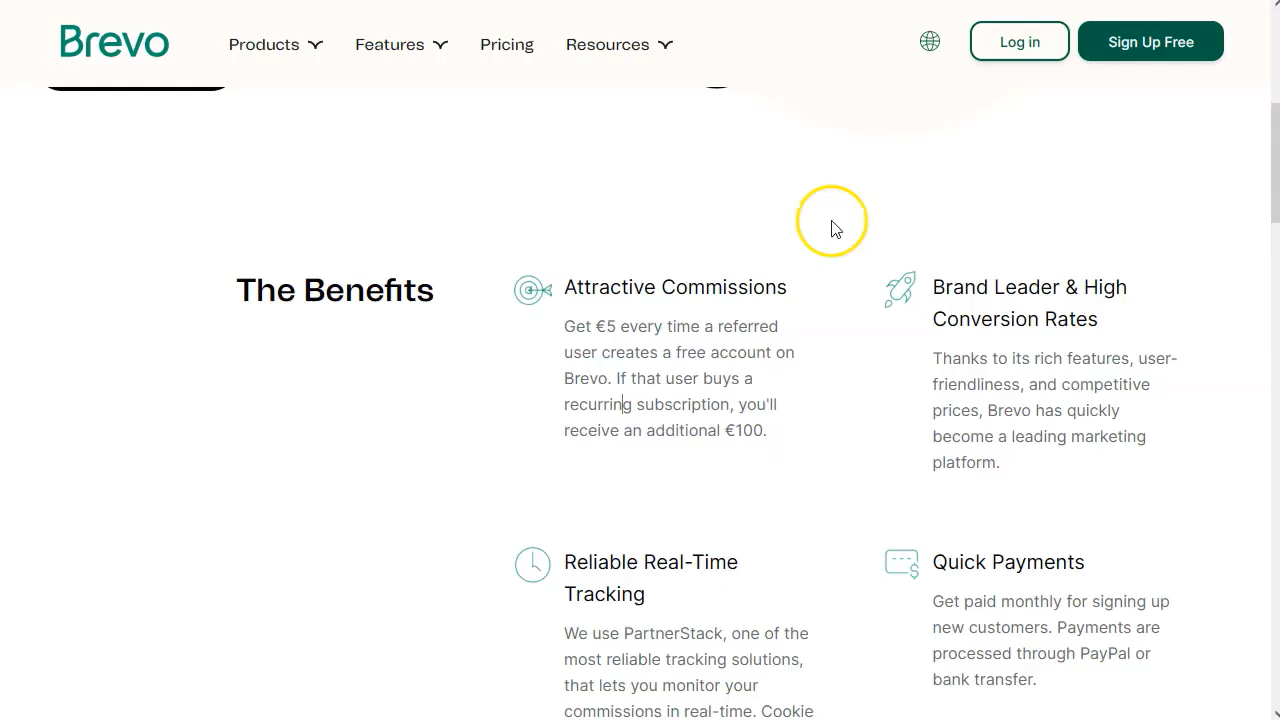 Brevo
Products
Features
Pricing
Resources
Log in
Sign Up Free
The Benefits
Attractive Commissions
Get €5 every time a referred
user creates a free account on
Brevo. If that user buys a
recurring subscription, you'll
receive an additional €100.
Brand Leader & High
Conversion Rates
Thanks to its rich features, user-
friendliness, and competitive
prices, Brevo has quickly
become a leading marketing
platform.
Reliable Real-Time
Tracking
We use PartnerStack, one of the
most reliable tracking solutions,
that lets you monitor your
commissions in real-time. Cookie
Quick Payments
Get paid monthly for signing up
new customers. Payments are
processed through PayPal or
bank transfer.